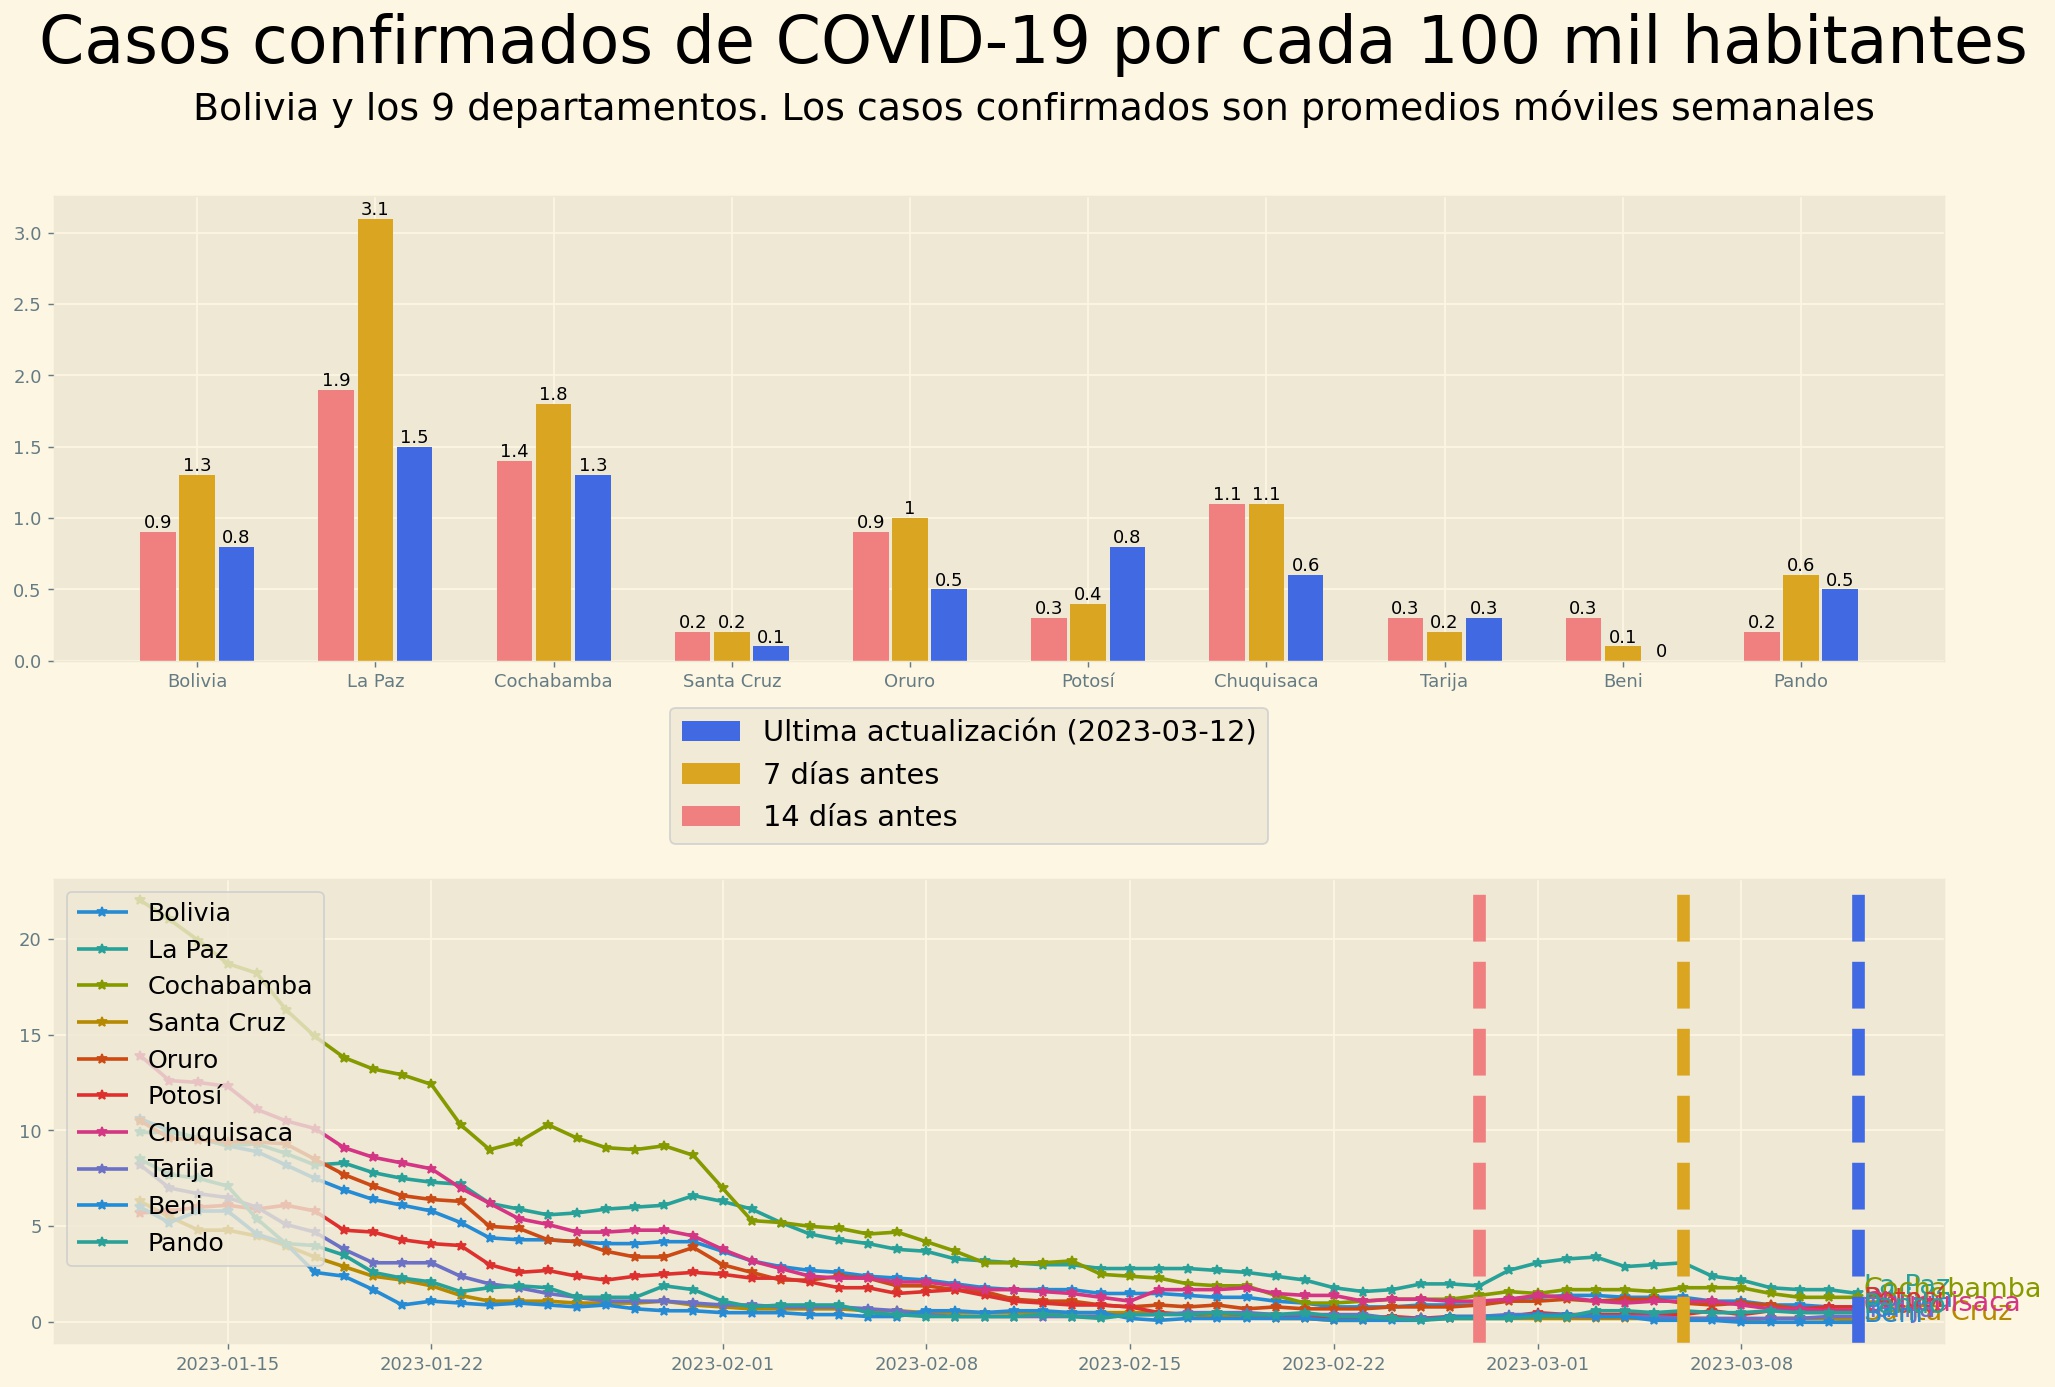 Casos confirmados de COVID-19 por cada 100 mil habitantes
Bolivia y los 9 departamentos. Los casos confirmados son promedios móviles semanales
3.0
2.5
2.0
1.5
1.0
0.5
0.0
0.9 1.3 0.8
1.9 3.1 1.5
1.4 1.8 1.3
0.2 0.2 0.1
0.9 1 0.5
0.3 0.4 0.8
1.1 1.1 0.6
0.3 0.2 0.3
0.3 0.1 0
0.2 0.6 0.5
Bolivia La Paz Cochabamba Santa Cruz Oruro Potosí Chuquisaca Tarija Beni Pando
Ultima actualización (2023-03-12)
7 días antes
14 días antes
20
15
10
5
0
Bolivia
La Paz
Cochabamba
Santa Cruz
Oruro
Potosí
Chuquisaca
Tarija
Beni
Pando
La Paz
Cochabamba
Santa Cruz
Beni
2023-01-15 2023-01-22 2023-02-01 2023-02-08 2023-02-15 2023-02-22 2023-03-01 2023-03-08